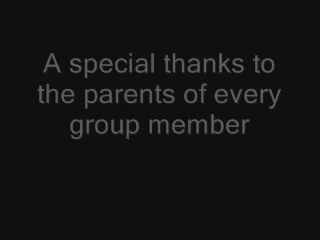 A special thanks to
the parents of every
group member